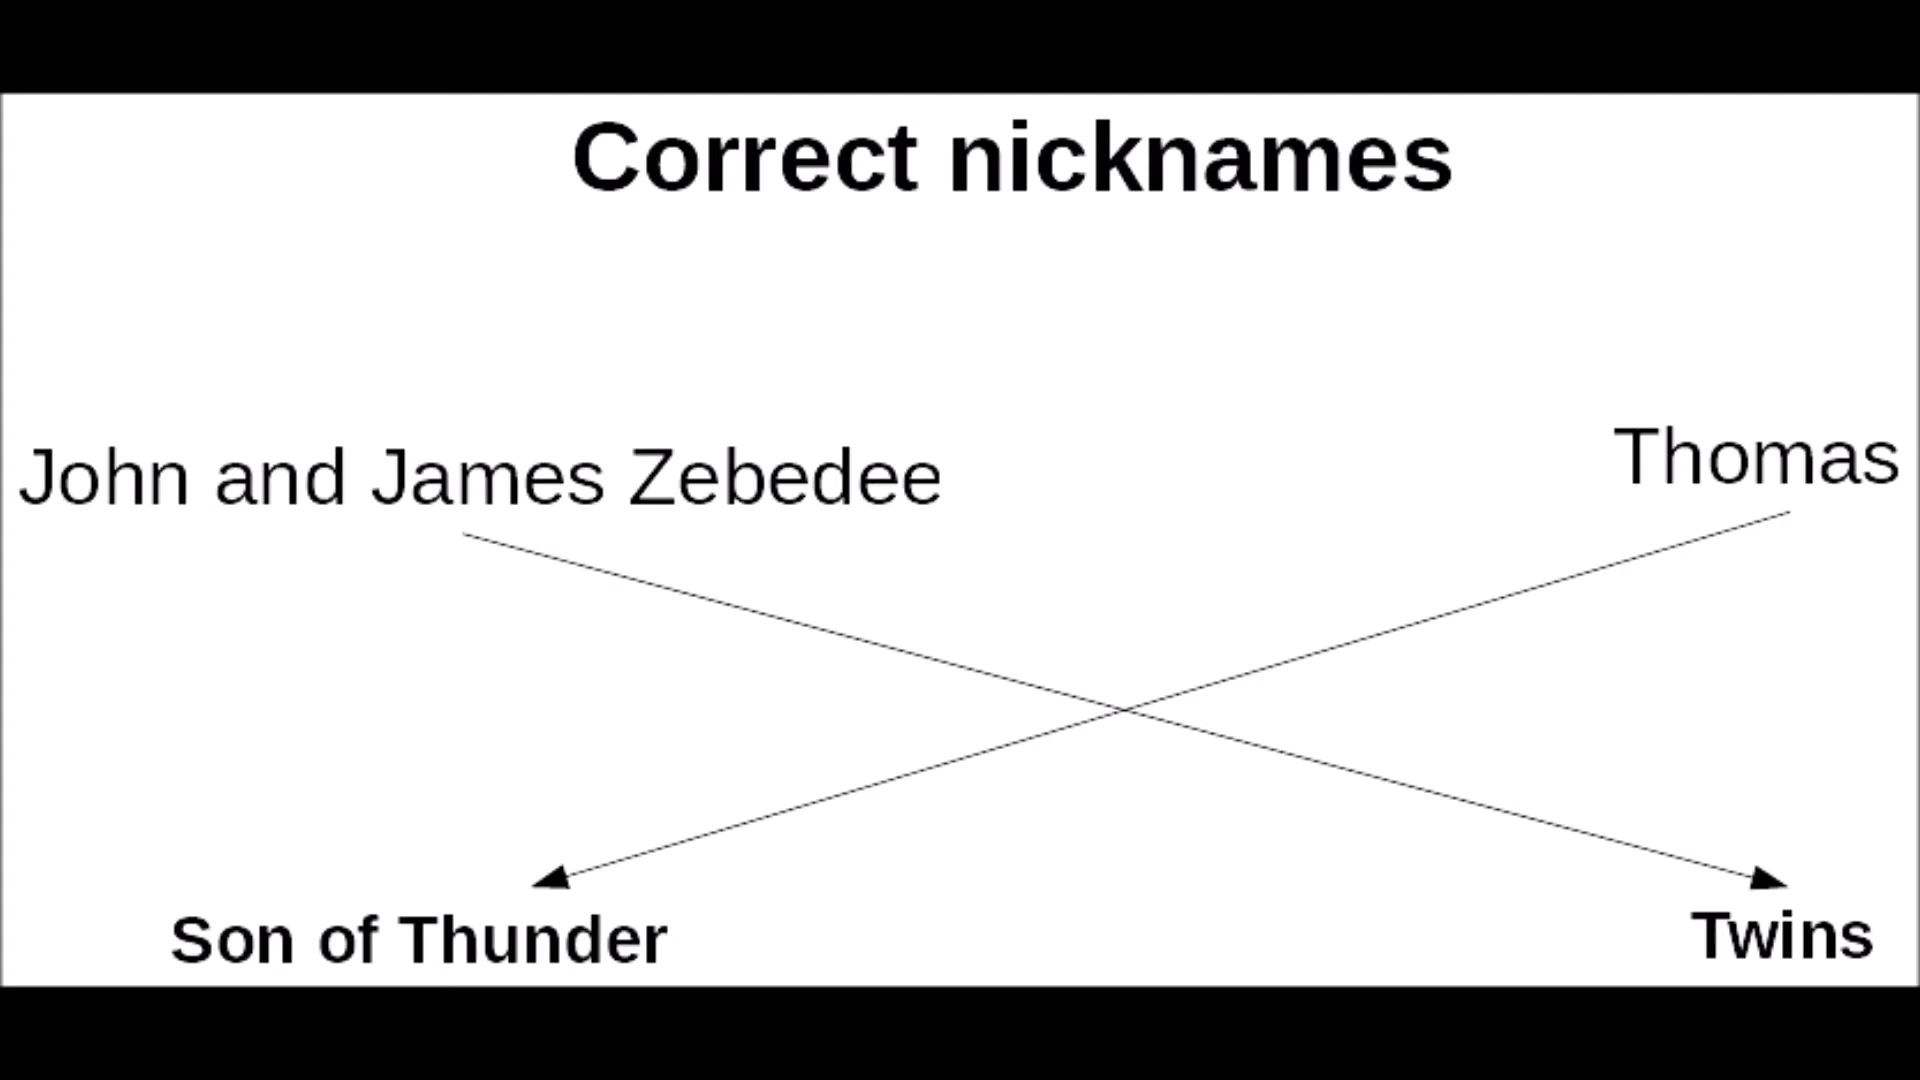 Correct nicknames
John and James Zebedee
Thomas
Son of Thunder
Twins